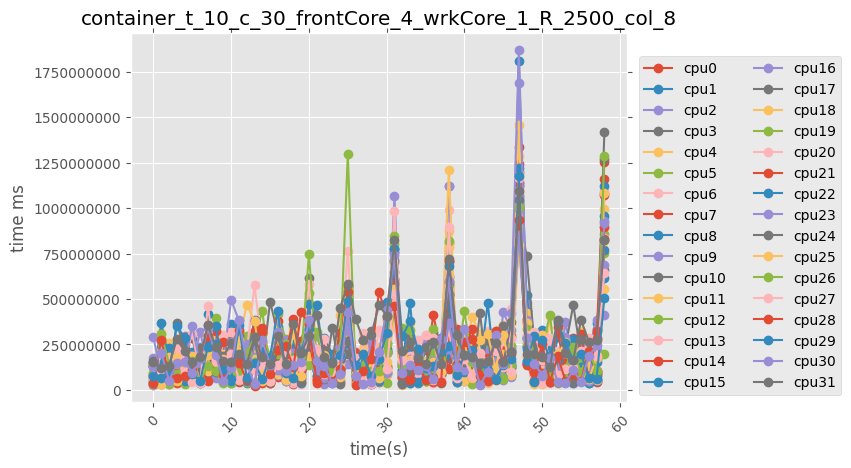 container_t_10_c_30_frontCore_4_wrkCore_1_R_2500_col_8
time ms
1750000000
1500000000
1250000000
1000000000
750000000
500000000
250000000
0
0
10
20
30
40
50
60
time(s)
cpu0
cpu1
cpu2
cpu3
cpu4
cpu5
cpu6
cpu7
cpu8
cpu9
cpu10
cpu11
cpu12
cpu13
cpu14
cpu15
cpu16
cpu17
cpu18
cpu19
cpu20
cpu21
cpu22
cpu23
cpu24
cpu25
cpu26
cpu27
cpu28
cpu29
cpu30
cpu31